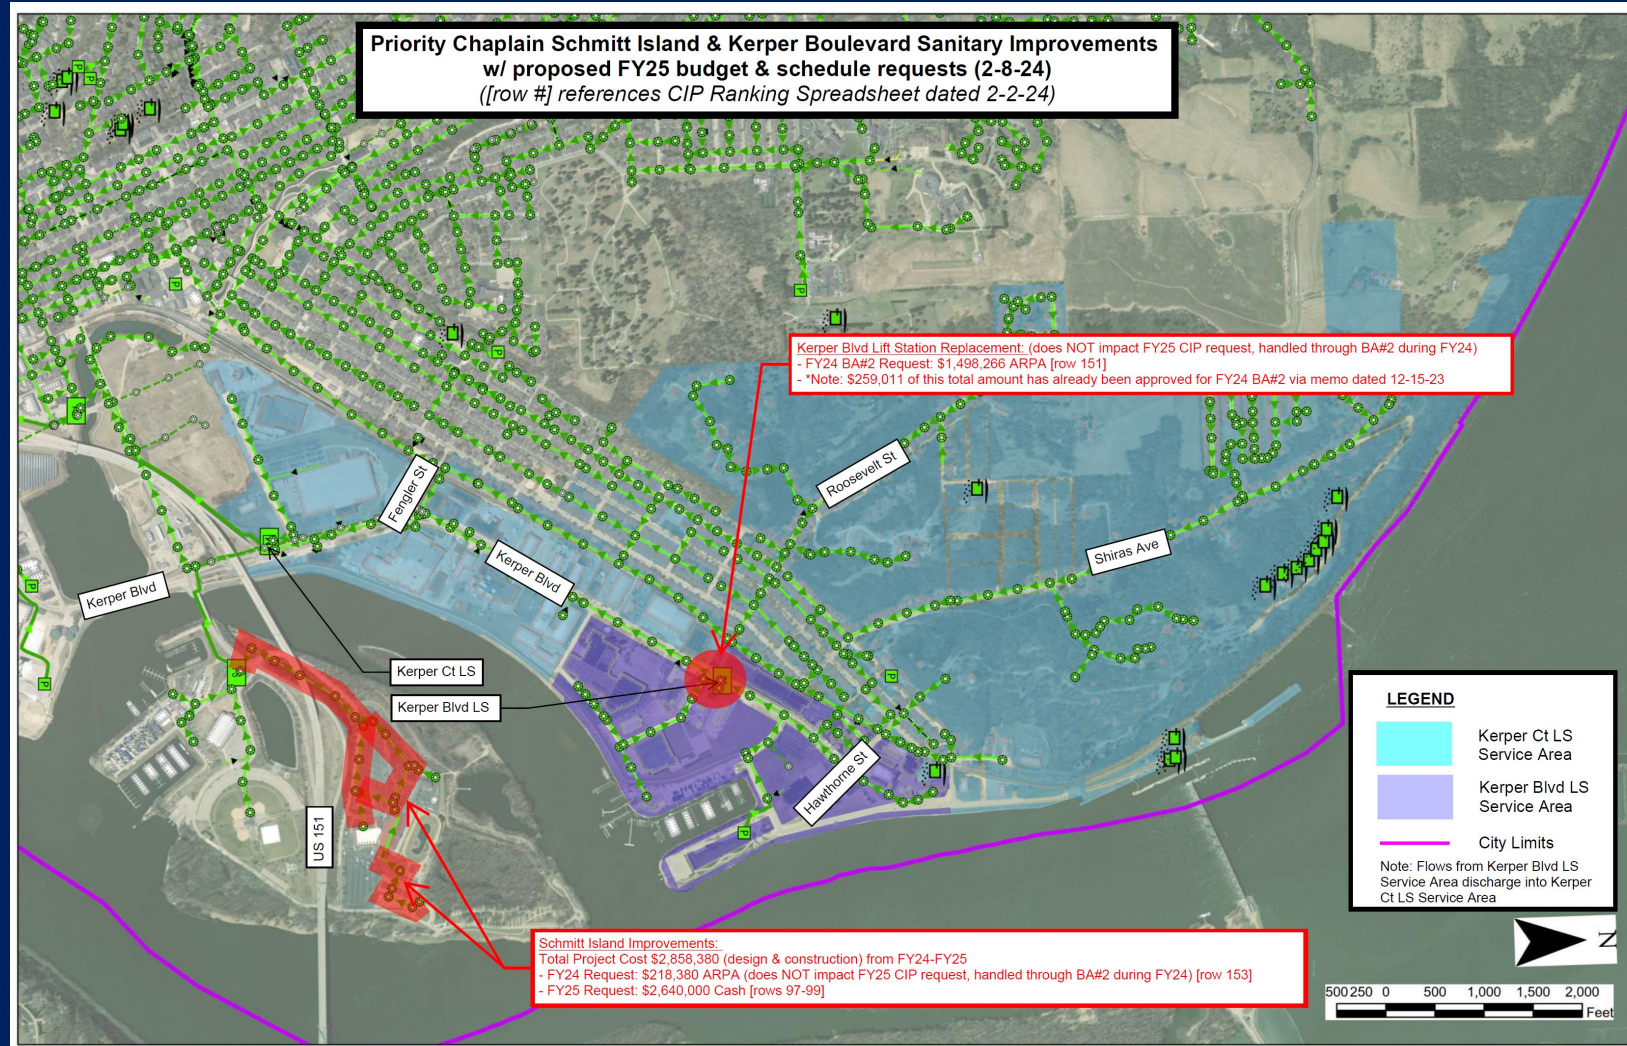 Priority Chaplain Schmitt Island & Kerper Boulevard Sanitary Improvements
w/ proposed FY25 budget & schedule requests (2-8-24)
([row #] references CIP Ranking Spreadsheet dated 2-2-24)
P
P
P
P
P
P
Kerper Blvd Lift Station Replacement: (does NOT impact FY25 CIP request, handled through BA#2 during FY24)
- FY24 BA#2 Request: $1,498,266 ARPA [row 151]
- *Note: $259,011 of this total amount has already been approved for FY24 BA#2 via memo dated 12-15-23
Roosevelt St
Fengler St
Shiras Ave
Kerper Blvd
Kerper Blvd
P
Kerper Ct LS
P
P
Kerper Blvd LS
Hawthorne St
US 151
P
LEGEND
Kerper Ct LS
Service Area
Kerper Blvd LS
Service Area
City Limits
Note: Flows from Kerper Blvd LS
Service Area discharge into Kerper
Ct LS Service Area
N
Schmitt Island Improvements:
Total Project Cost $2,858,380 (design & construction) from FY24-FY25
- FY24 Request: $218,380 ARPA (does NOT impact FY25 CIP request, handled through BA#2 during FY24) [row 153]
- FY25 Request: $2,640,000 Cash [rows 97-99]
500 250 0 500 1,000 1,500 2,000
Feet